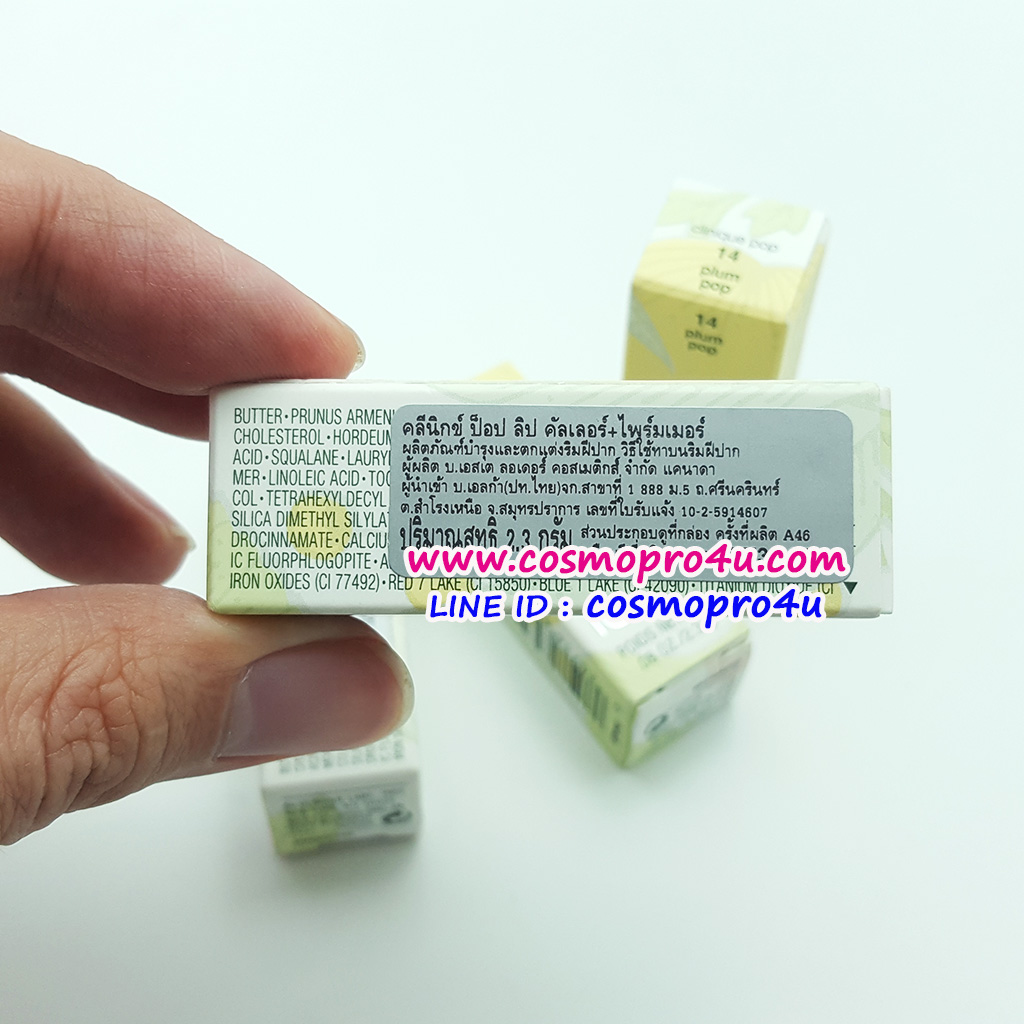 clinique pop
14
plum
pop
14
plum
pop
BUTTER • PRUNUS ARMEN
CHOLESTEROL • HORDEUM
ACID • SQUALANE • LAURY
MER • LINOLEIC ACID • TOC
COL • TETRAHEXYLDECYL
SILICA DIMETHYL SILYLAT
DROCINNAMATE • CALCIU
IC FLUORPHLOGOPITE • A
IRON OXIDES (CI 77492) • RED 7 LAKE (CI 15850) • BLUE 1 LAKE (CI 42090) • TITANIUM DIOXIDE (CI
คลีนิกข์ ป็อป ลิป คัลเลอร์+ไพร์มเมอร์
ผลิตภัณฑ์บำรุงและตกแต่งริมฝีปาก วิธีใช้ทาบนริมฝีปาก
ผู้ผลิต บ.เอสเต ลอเดอร์ คอสเมติกส์ จำกัด แคนาดา
ผู้นำเข้า บ.เอลก้า(ปท.ไทย)จก.สาขาที่ 1 888 ม.5 ถ.ศรีนครินทร์
ต.สำโรงเหนือ จ.สมุทรปราการ เลขที่ใบรับแจ้ง 10-2-5914607
ปริมาณสุทธิ 2.3 กรัม ส่วนประกอบดูที่กล่อง ครั้งที่ผลิต A46
www.cosmopro4u.com
LINE ID : cosmopro4u